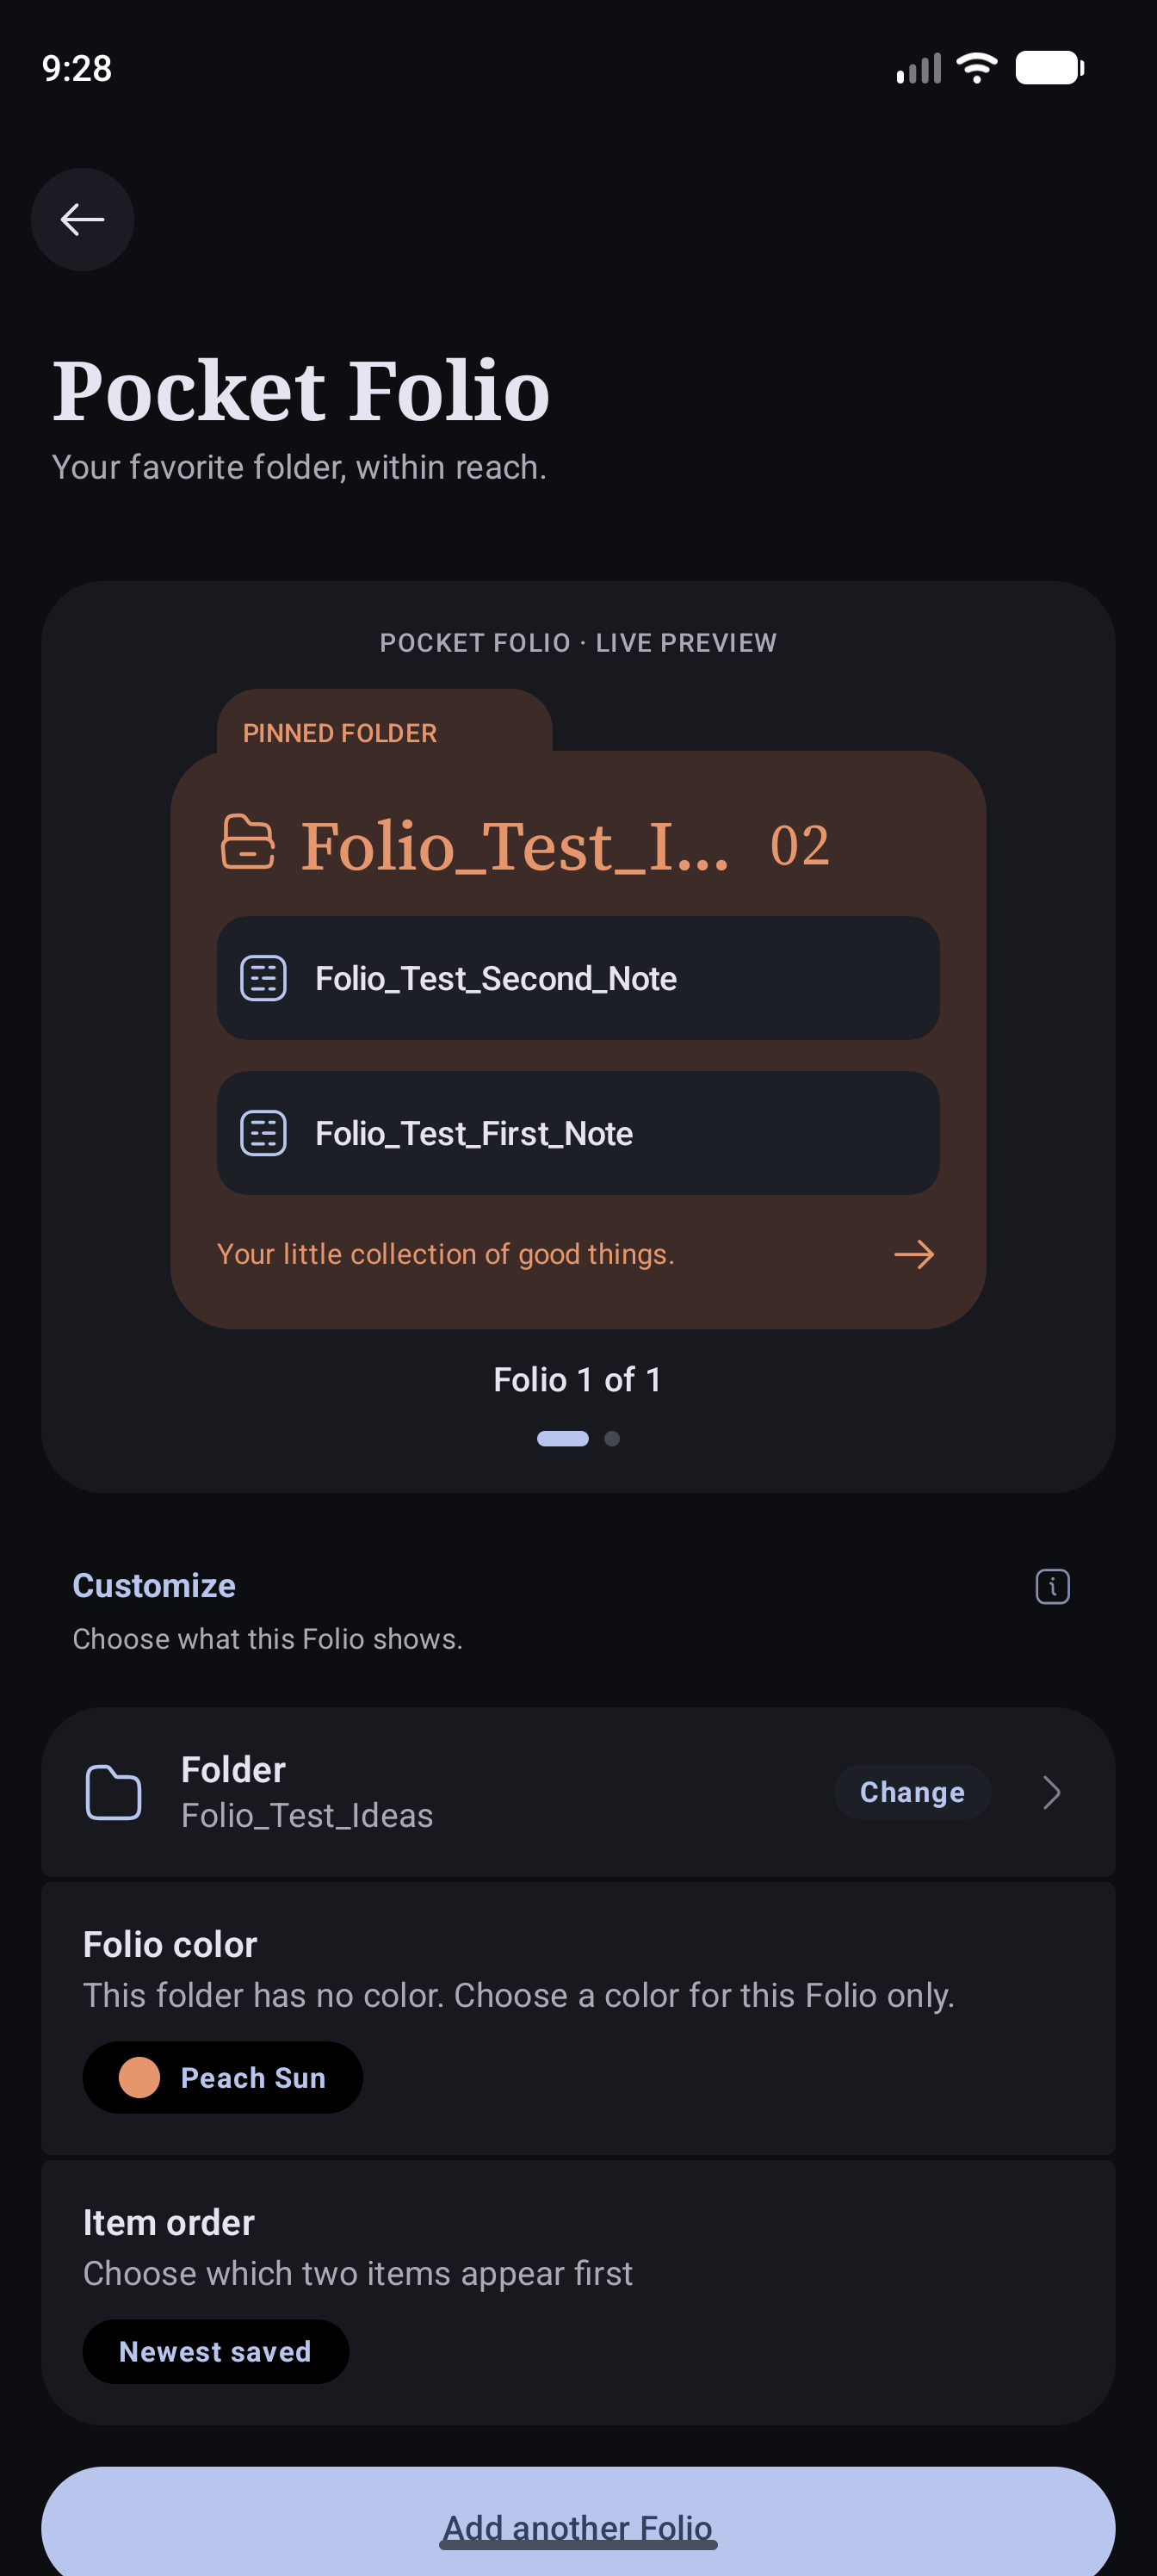 9:28
Pocket Folio
Your favorite folder, within reach.
POCKET FOLIO · LIVE PREVIEW
PINNED FOLDER
Folio_Test_I... 02
Folio_Test_Second_Note
Folio_Test_First_Note
Your little collection of good things.
Folio 1 of 1
Customize
Choose what this Folio shows.
Folder
Folio_Test_Ideas
Change
Folio color
This folder has no color. Choose a color for this Folio only.
Peach Sun
Item order
Choose which two items appear first
Newest saved
Add another Folio